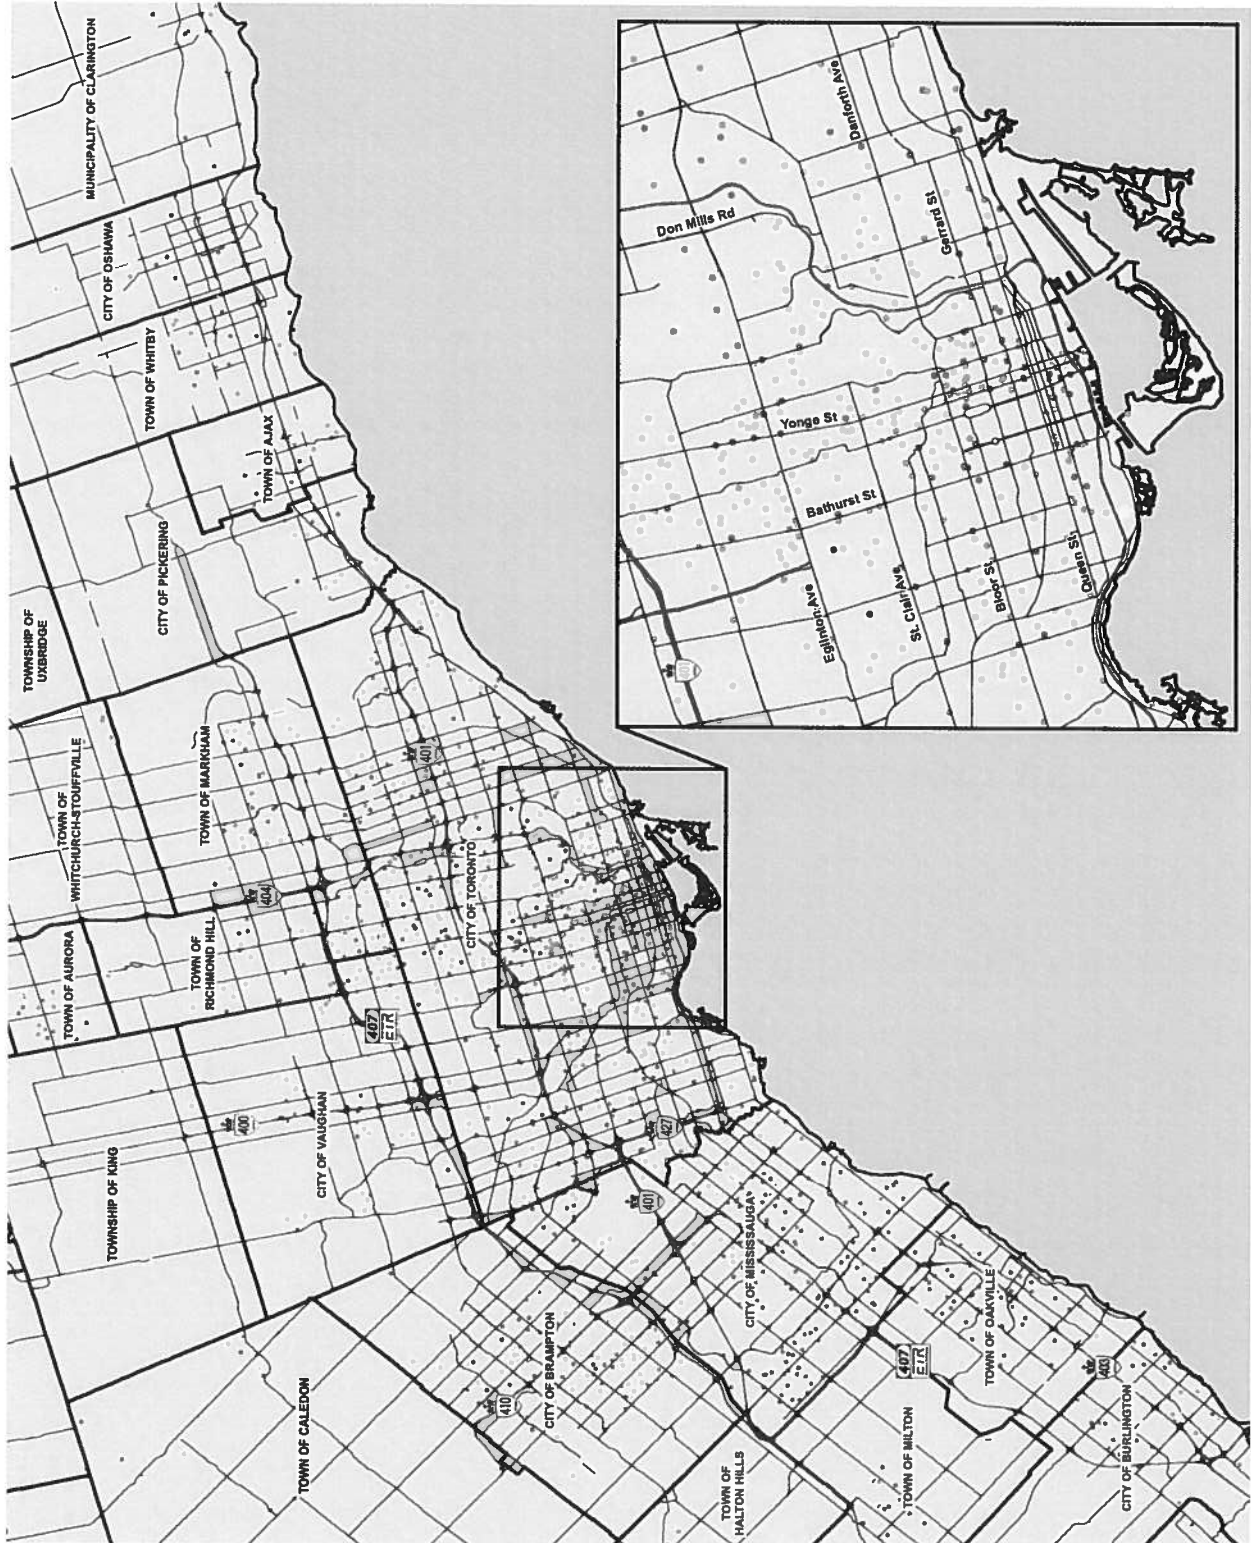 TOWNSHIP OF
UXBRIDGE
TOWN OF AURORA
TOWN OF
WHITCHURCH-STOUFFVILLE
MUNICIPALITY OF CLARINGTON
TOWNSHIP OF KING
CITY OF OSHAWA
TOWN OF WHITBY
CITY OF PICKERING
TOWN OF
RICHMOND HILL
TOWN OF MARKHAM
400
404
TOWN OF AJAX
TOWN OF CALEDON
CITY OF VAUGHAN
407
ETR
401
CITY OF TORONTO
410
CITY OF BRAMPTON
401
427
TOWN OF
HALTON HILLS
CITY OF MISSISSAUGA
407
ETR
TOWN OF MILTON
TOWN OF OAKVILLE
403
CITY OF BURLINGTON
401
Don Mills Rd
Yonge St
Bathurst St
Eglinton Ave
Danforth Ave
St. Clair Ave
Gerrard St
Bloor St
Queen St